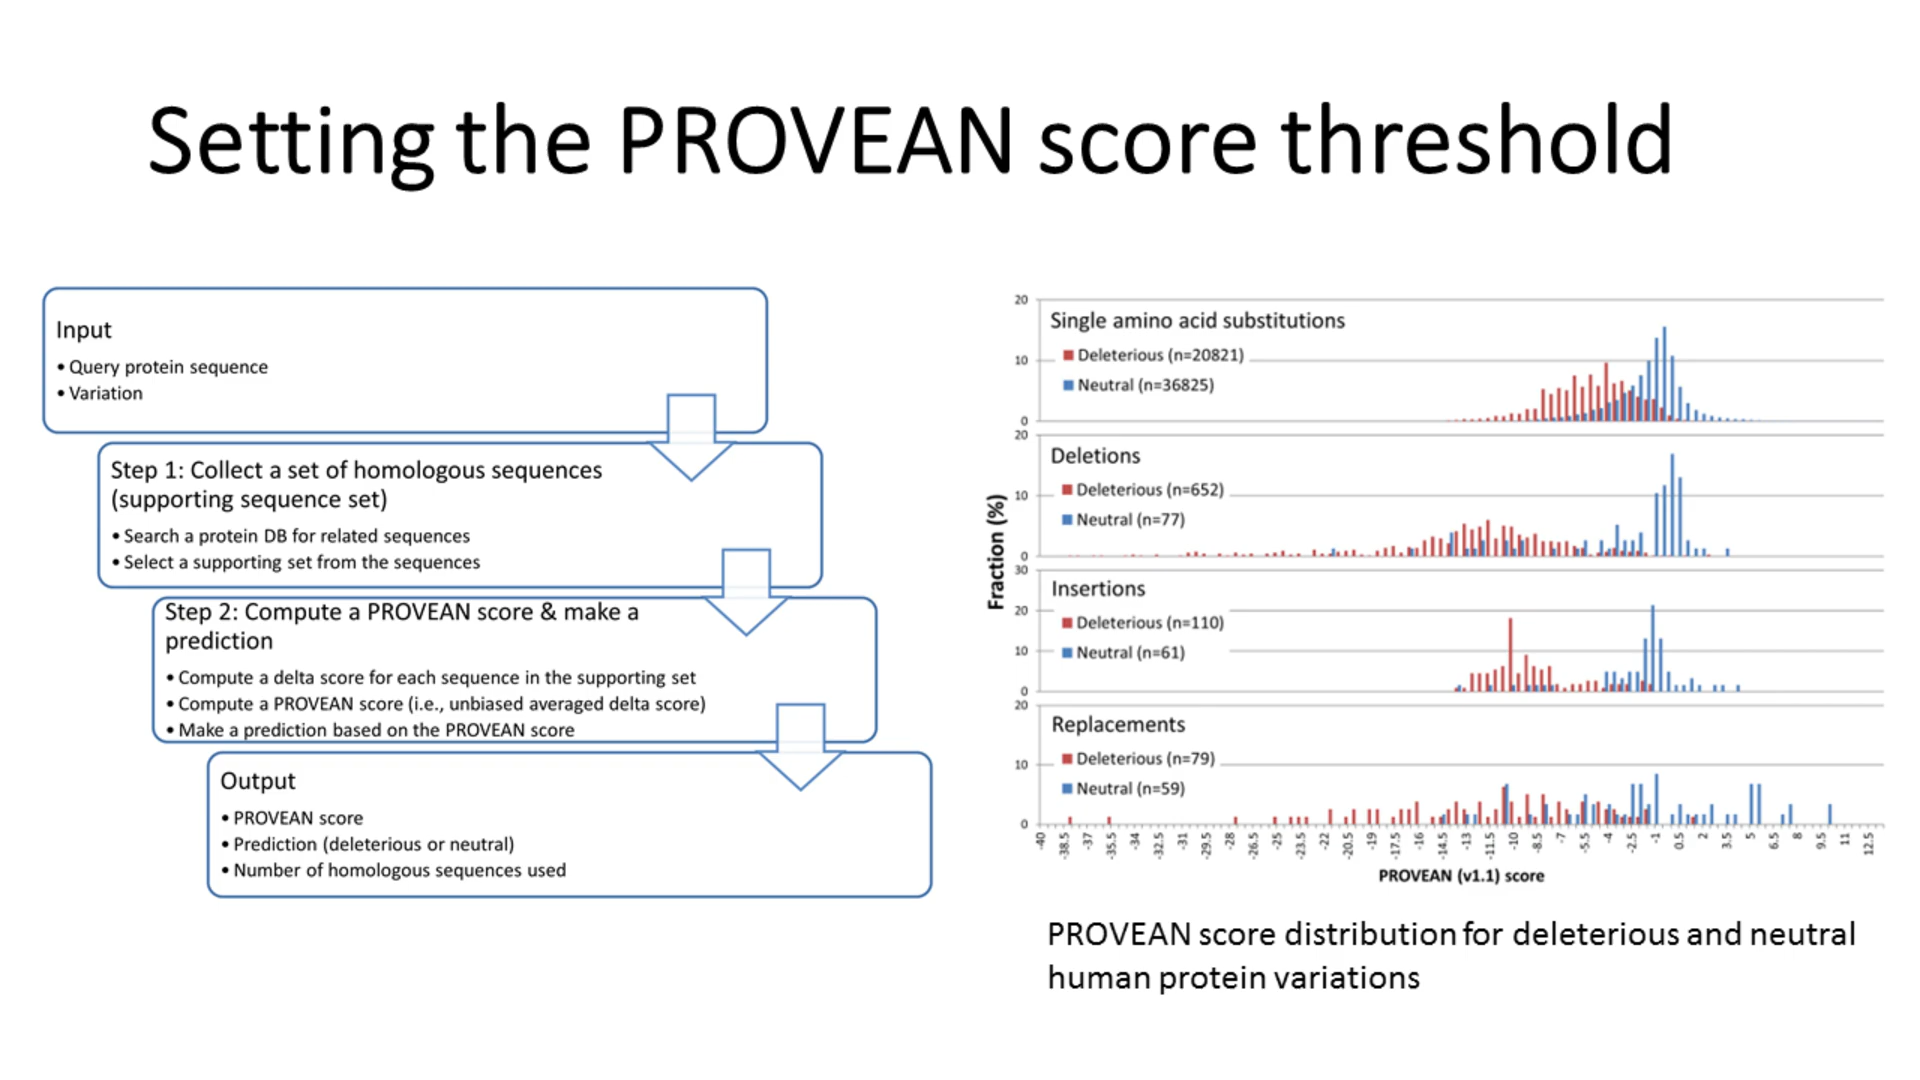 Setting the PROVEAN score threshold
Input
• Query protein sequence
• Variation
Step 1: Collect a set of homologous sequences
(supporting sequence set)
• Search a protein DB for related sequences
• Select a supporting set from the sequences
Step 2: Compute a PROVEAN score & make a
prediction
• Compute a delta score for each sequence in the supporting set
• Compute a PROVEAN score (i.e., unbiased averaged delta score)
• Make a prediction based on the PROVEAN score
Output
• PROVEAN score
• Prediction (deleterious or neutral)
• Number of homologous sequences used
Fraction (%)
20
Single amino acid substitutions
Deleterious (n=20821)
10
Neutral (n=36825)
0
20
Deletions
Deleterious (n=652)
10
Neutral (n=77)
0
30
Insertions
20
Deleterious (n=110)
10
Neutral (n=61)
0
20
Replacements
Deleterious (n=79)
10
Neutral (n=59)
0
-40 -38.5 -37 -35.5 -34 -32.5 -31 -29.5 -28 -26.5 -25 -23.5 -22 -20.5 -19 -17.5 -16 -14.5 -13 -11.5 -10 -8.5 -7 -5.5 -4 -2.5 -1 0.5 2 3.5 5 6.5 8 9.5 11 12.5
PROVEAN (v1.1) score
PROVEAN score distribution for deleterious and neutral
human protein variations